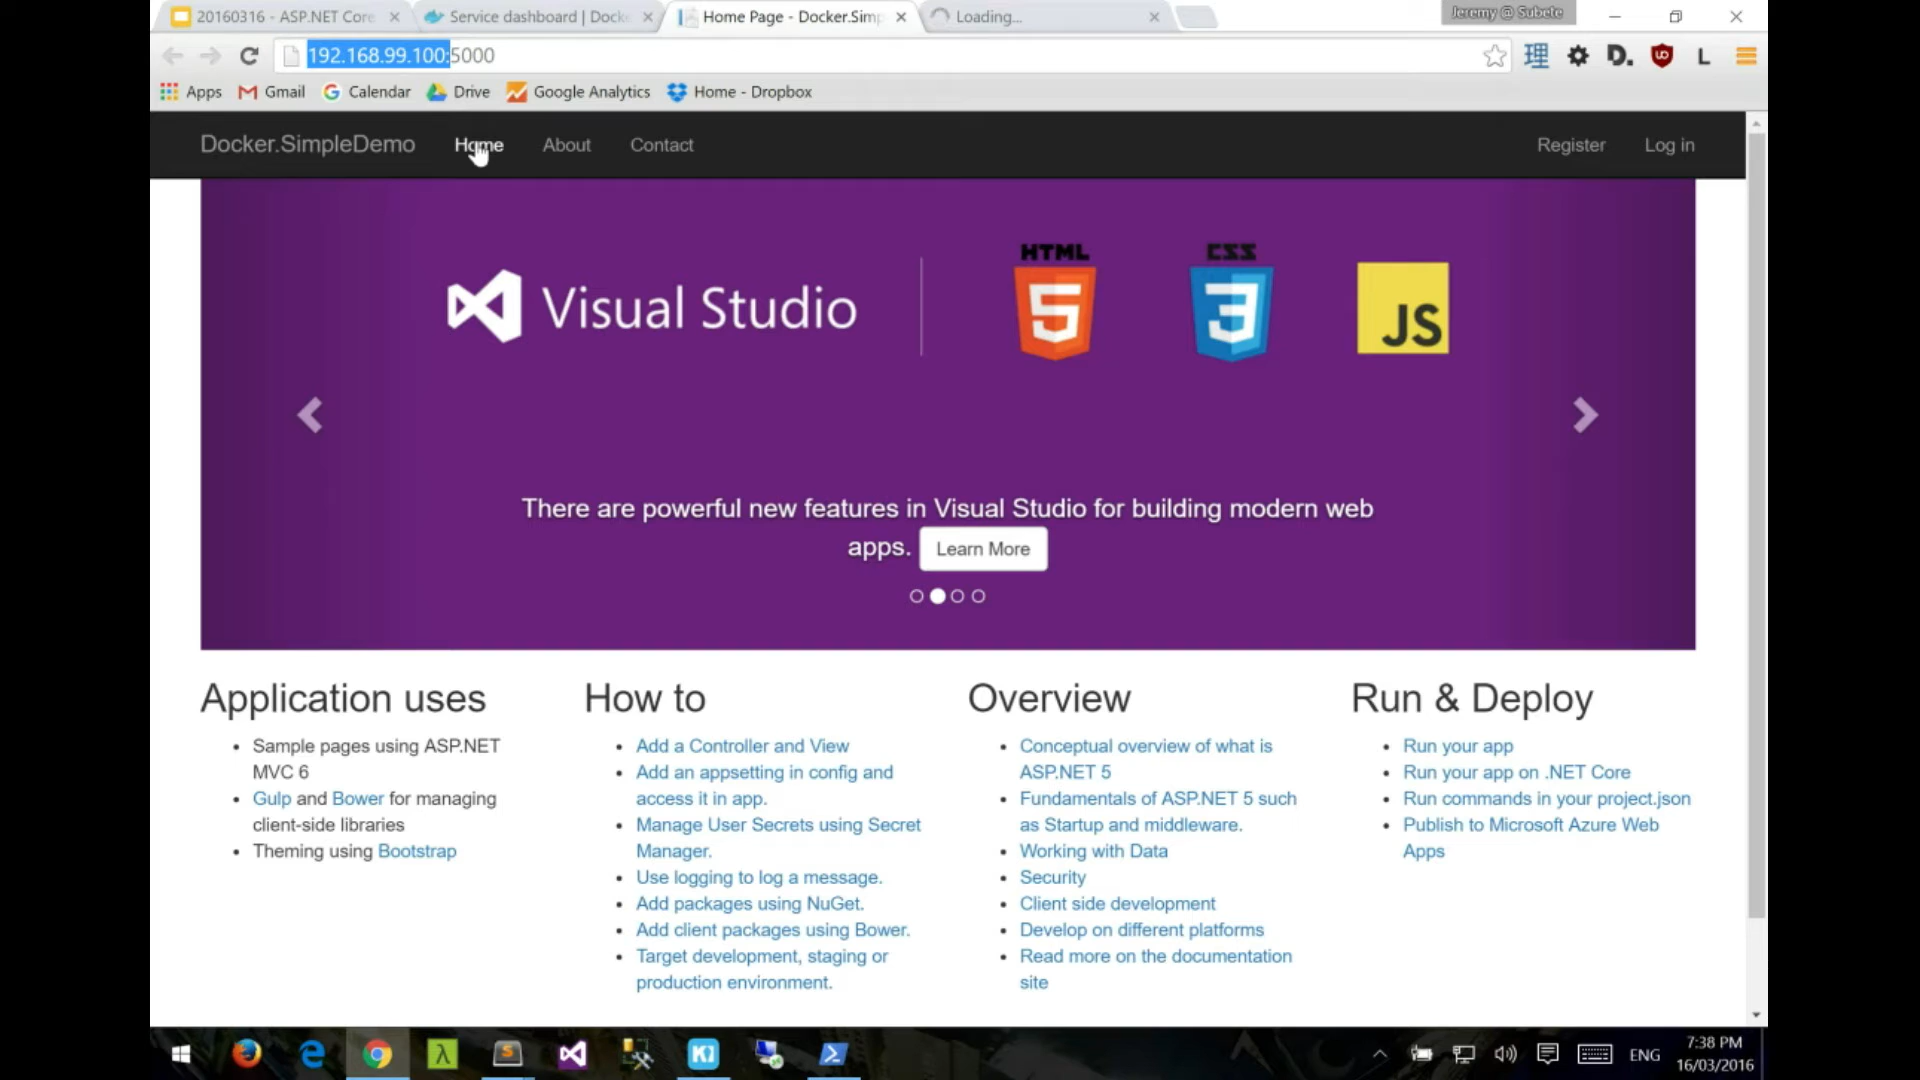 20160316 - ASP.NET Core
Service dashboard | Docke
Home Page - Docker.Simp
Loading...
Jeremy @ Subete
192.168.99.100:5000
理
D.
L
Apps
Gmail
Calendar
Drive
Google Analytics
Home - Dropbox
Docker.SimpleDemo
Home
About
Contact
Register
Log in
Visual Studio
HTML
5
CSS
3
JS
There are powerful new features in Visual Studio for building modern web
apps. Learn More
Application uses
Sample pages using ASP.NET
MVC 6
Gulp and Bower for managing
client-side libraries
Theming using Bootstrap
How to
Add a Controller and View
Add an appsetting in config and
access it in app.
Manage User Secrets using Secret
Manager.
Use logging to log a message.
Add packages using NuGet.
Add client packages using Bower.
Target development, staging or
production environment.
Overview
Conceptual overview of what is
ASP.NET 5
Fundamentals of ASP.NET 5 such
as Startup and middleware.
Working with Data
Security
Client side development
Develop on different platforms
Read more on the documentation
site
Run & Deploy
Run your app
Run your app on .NET Core
Run commands in your project.json
Publish to Microsoft Azure Web
Apps
ENG
7:38 PM
16/03/2016